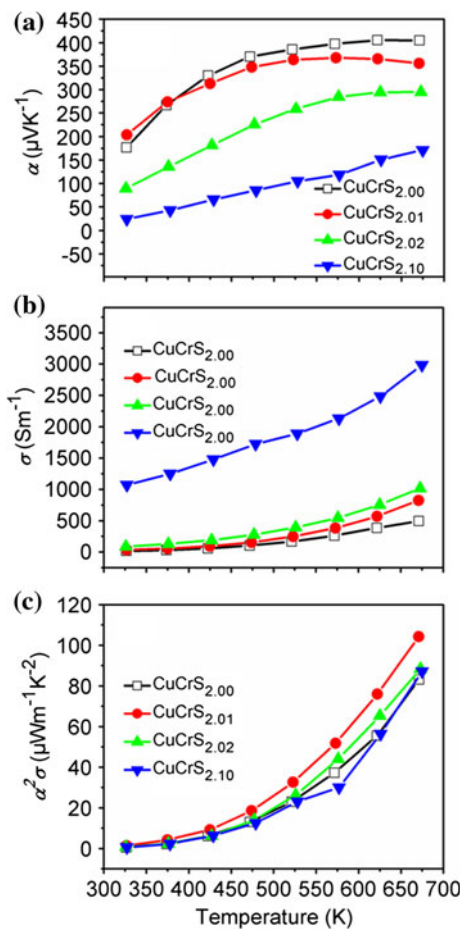 (a)
450
400
350
300
250
200
150
100
50
0
-50
α (μVK⁻¹)
CuCrS₂.₀₀
CuCrS₂.₀₁
CuCrS₂.₀₂
CuCrS₂.₁₀
(b)
3000
2500
2000
1500
1000
500
0
σ (Sm⁻¹)
CuCrS₂.₀₀
CuCrS₂.₀₀
CuCrS₂.₀₀
CuCrS₂.₀₀
(c)
120
100
80
60
40
20
0
α²σ (μWm⁻¹K⁻²)
CuCrS₂.₀₀
CuCrS₂.₀₁
CuCrS₂.₀₂
CuCrS₂.₁₀
300 350 400 450 500 550 600 650 700
Temperature (K)